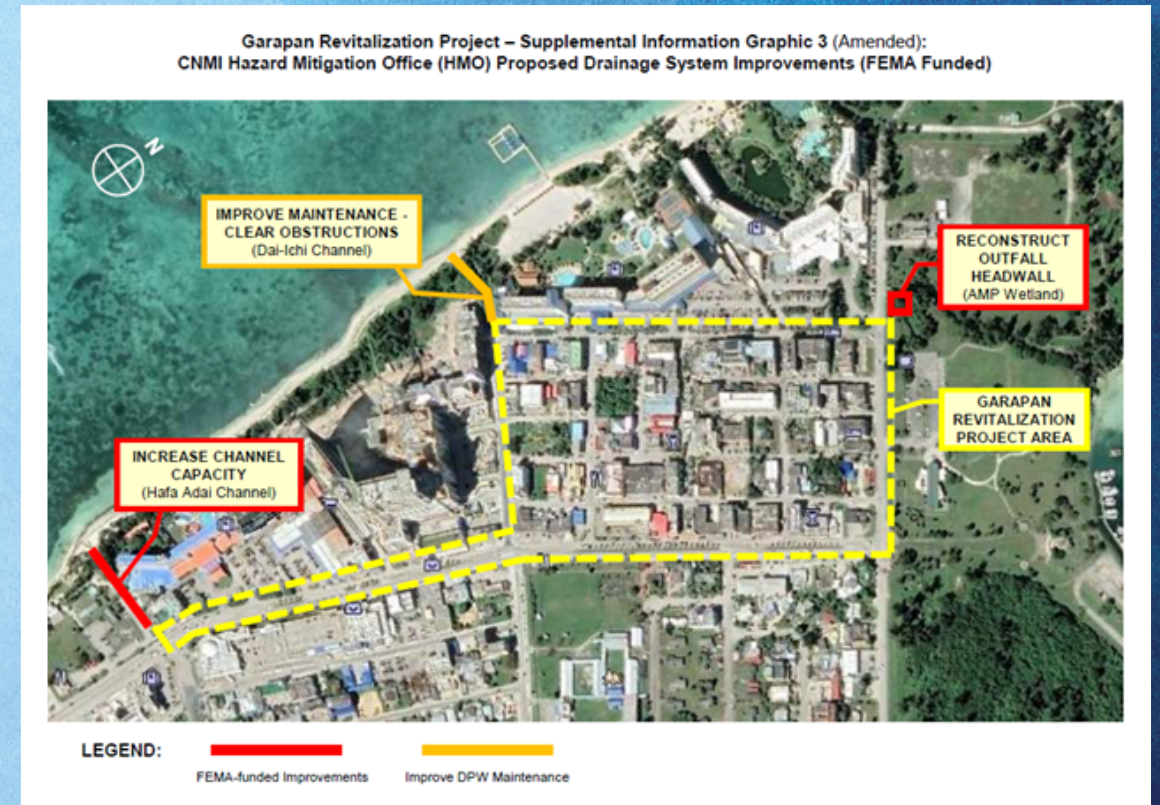 Garapan Revitalization Project – Supplemental Information Graphic 3 (Amended):
CNMI Hazard Mitigation Office (HMO) Proposed Drainage System Improvements (FEMA Funded)
N
IMPROVE MAINTENANCE -
CLEAR OBSTRUCTIONS
(Dai-Ichi Channel)
RECONSTRUCT
OUTFALL
HEADWALL
(AMP Wetland)
GARAPAN
REVITALIZATION
PROJECT AREA
INCREASE CHANNEL
CAPACITY
(Hafa Adai Channel)
LEGEND:
FEMA-funded Improvements
Improve DPW Maintenance